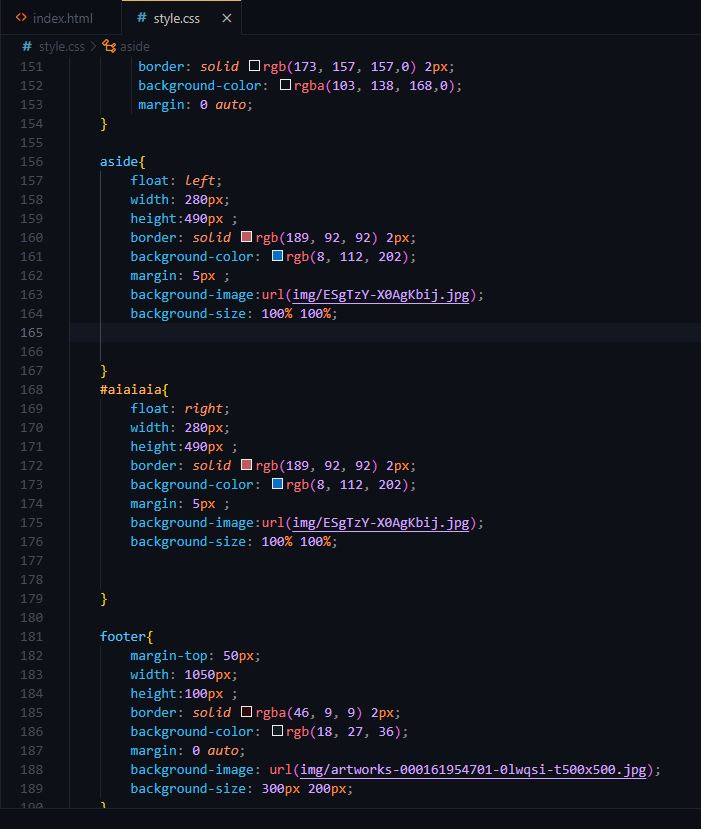 index.html
# style.css ×
# style.css > aside
151 border: solid rgb(173, 157, 157,0) 2px;
152 background-color: rgba(103, 138, 168,0);
153 margin: 0 auto;
154 }
155
156 aside{
157 float: left;
158 width: 280px;
159 height:490px ;
160 border: solid rgb(189, 92, 92) 2px;
161 background-color: rgb(8, 112, 202);
162 margin: 5px ;
163 background-image:url(img/ESgTzY-X0AgKbij.jpg);
164 background-size: 100% 100%;
165
166
167 }
168 #aiaiaia{
169 float: right;
170 width: 280px;
171 height:490px ;
172 border: solid rgb(189, 92, 92) 2px;
173 background-color: rgb(8, 112, 202);
174 margin: 5px ;
175 background-image:url(img/ESgTzY-X0AgKbij.jpg);
176 background-size: 100% 100%;
177
178
179 }
180
181 footer{
182 margin-top: 50px;
183 width: 1050px;
184 height:100px ;
185 border: solid rgba(46, 9, 9) 2px;
186 background-color: rgb(18, 27, 36);
187 margin: 0 auto;
188 background-image: url(img/artworks-000161954701-0lwqsi-t500x500.jpg);
189 background-size: 300px 200px;
190 }